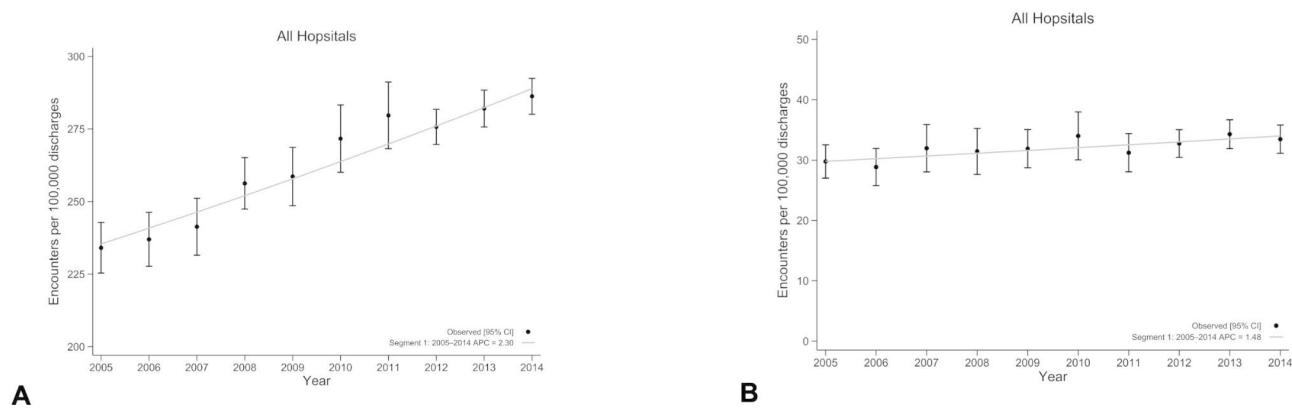 All Hopsitals
Encounters per 100,000 discharges
300
275
250
225
200
Observed [95% CI]
Segment 1: 2005–2014 APC = 2.30
2005 2006 2007 2008 2009 2010 2011 2012 2013 2014
Year
A
All Hopsitals
Encounters per 100,000 discharges
50
40
30
20
10
0
Observed [95% CI]
Segment 1: 2005–2014 APC = 1.48
2005 2006 2007 2008 2009 2010 2011 2012 2013 2014
Year
B